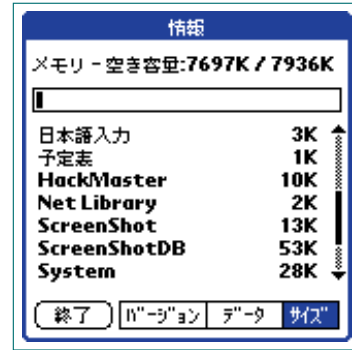 情報
メモリ - 空き容量:7697K / 7936K
日本語入力 3K
予定表 1K
HackMaster 10K
Net Library 2K
ScreenShot 13K
ScreenShotDB 53K
System 28K
終了 バージョン データ サイズ